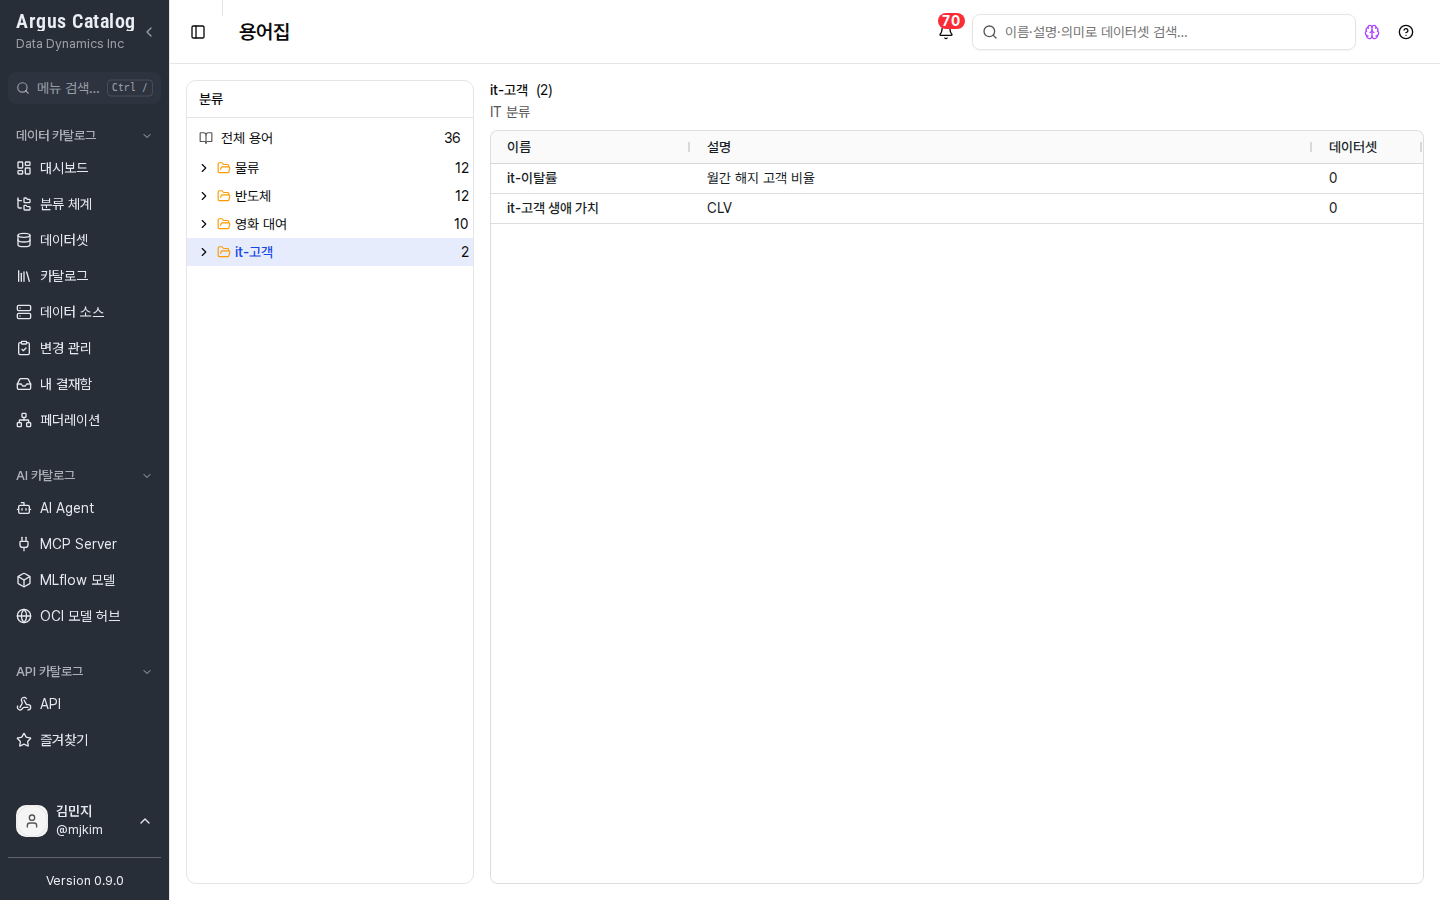 Argus Catalog
Data Dynamics Inc
메뉴 검색... Ctrl /
데이터 카탈로그
대시보드
분류 체계
데이터셋
카탈로그
데이터 소스
변경 관리
내 결재함
페더레이션
AI 카탈로그
AI Agent
MCP Server
MLflow 모델
OCI 모델 허브
API 카탈로그
API
즐겨찾기
김민지
@mjkim
Version 0.9.0
용어집
70
이름·설명·의미로 데이터셋 검색...
분류
전체 용어 36
물류 12
반도체 12
영화 대여 10
it-고객 2
it-고객 (2)
IT 분류
이름 설명 데이터셋
it-이탈률 월간 해지 고객 비율 0
it-고객 생애 가치 CLV 0